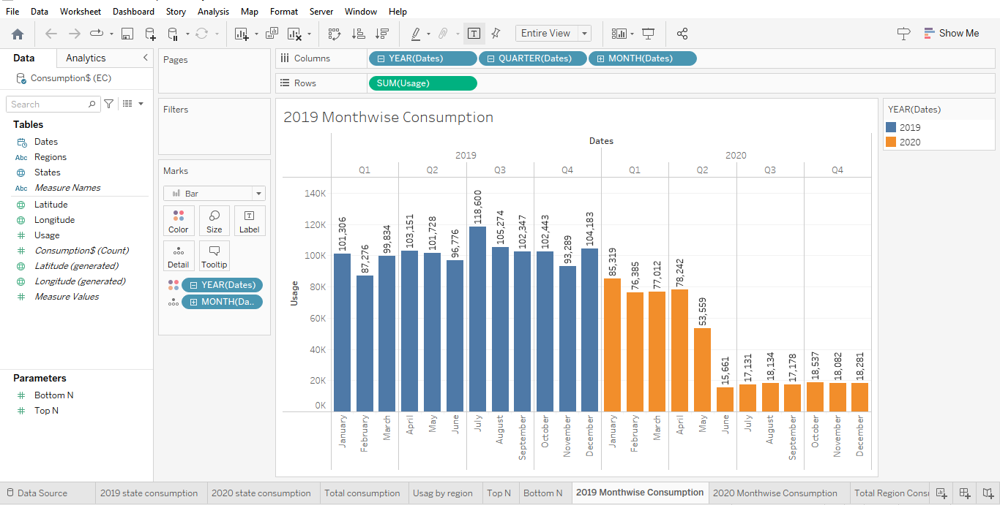 File Data Worksheet Dashboard Story Analysis Map Format Server Window Help
Entire View
Show Me
Data Analytics
Consumption$ (EC)
Search
Tables
Dates
Abc Regions
States
Abc Measure Names
Latitude
Longitude
Usage
Consumption$ (Count)
Latitude (generated)
Longitude (generated)
Measure Values
Parameters
Bottom N
Top N
Pages
Filters
Marks
Bar
Color Size Label
Detail Tooltip
YEAR(Dates)
MONTH(Da..
Columns YEAR(Dates) QUARTER(Dates) MONTH(Dates)
Rows SUM(Usage)
2019 Monthwise Consumption
Dates
2019 2020
Q1 Q2 Q3 Q4 Q1 Q2 Q3 Q4
Usage
140K
120K
100K
80K
60K
40K
20K
0K
101,306 87,276 99,834 103,151 101,728 96,776 118,600 105,274 102,347 102,443 93,289 104,183 85,319 76,385 77,012 78,242 53,559 15,661 17,131 18,134 17,178 18,537 18,082 18,281
January February March April May June July August September October November December January February March April May June July August September October November December
YEAR(Dates)
2019
2020
Data Source 2019 state consumption 2020 state consumption Total consumption Usag by region Top N Bottom N 2019 Monthwise Consumption 2020 Monthwise Consumption Total Region Cons